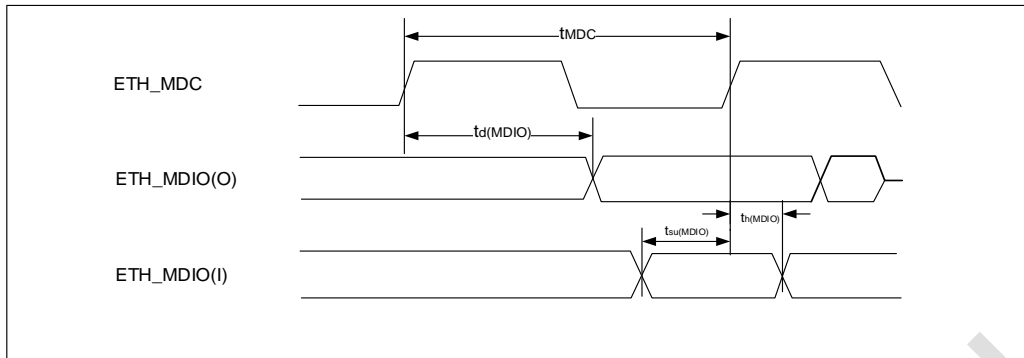 tMDC
ETH_MDC
td(MDIO)
ETH_MDIO(O)
th(MDIO)
tsu(MDIO)
ETH_MDIO(I)